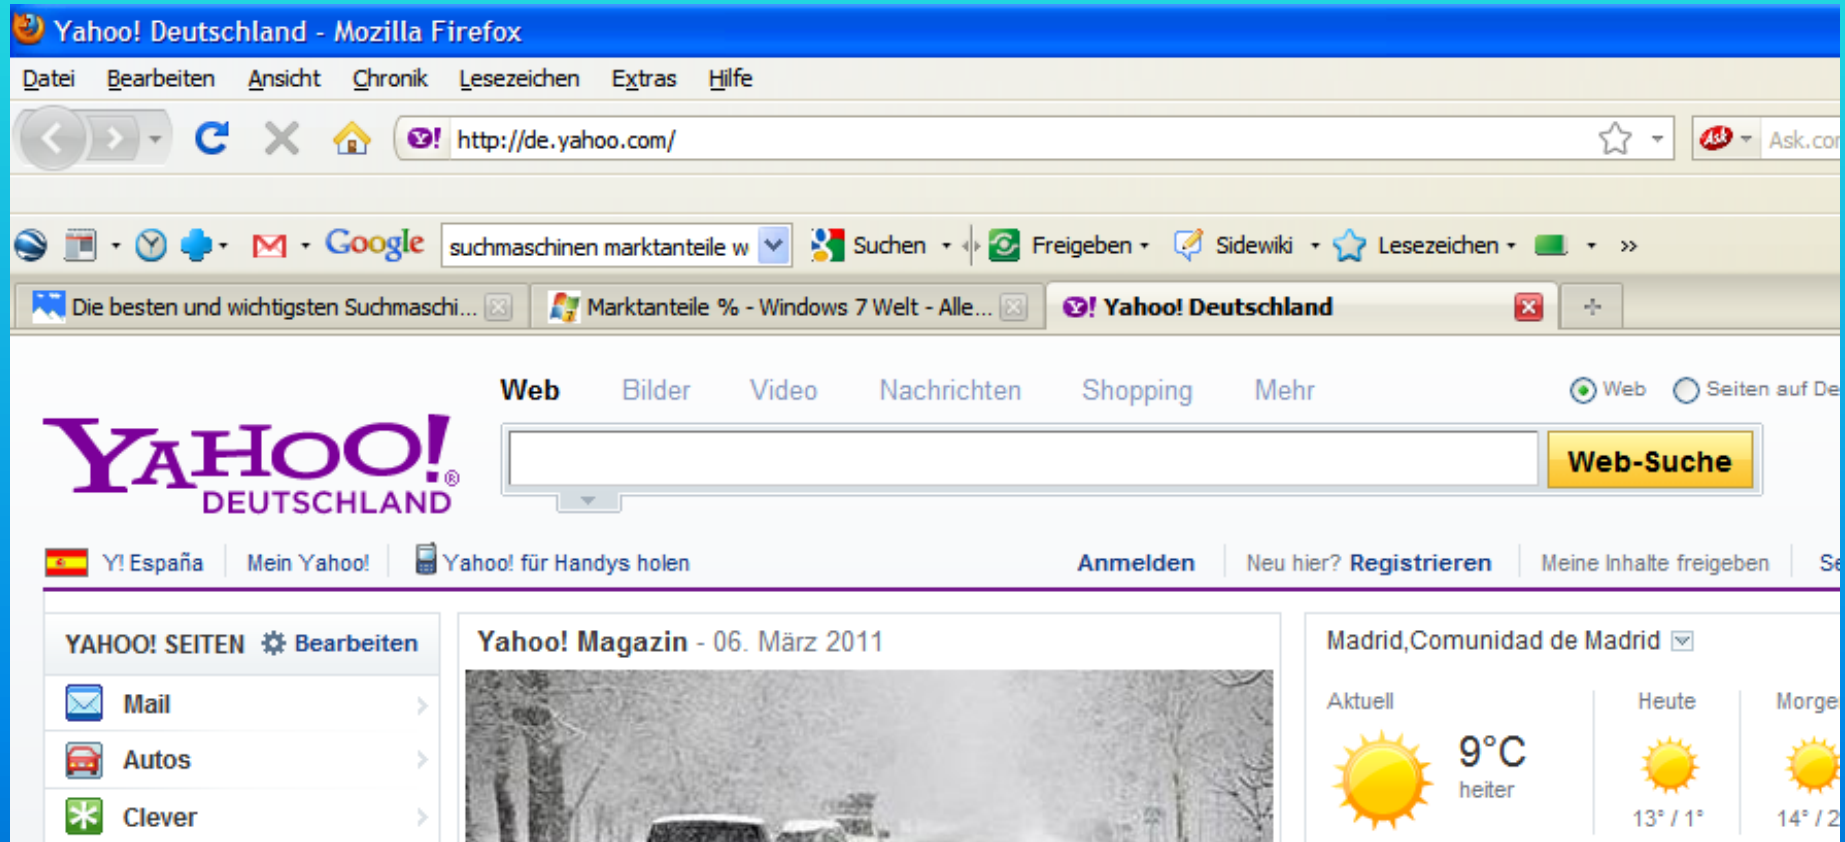 Yahoo! Deutschland - Mozilla Firefox
Datei Bearbeiten Ansicht Chronik Lesezeichen Extras Hilfe
Y! http://de.yahoo.com/ Ask
Google suchmaschinen marktanteile w Suchen Freigeben Sidewiki Lesezeichen »
Die besten und wichtigsten Suchmaschi... Marktanteile % - Windows 7 Welt - Alle... Y! Yahoo! Deutschland
Web Bilder Video Nachrichten Shopping Mehr Web Seiten auf
YAHOO!® Web-Suche
DEUTSCHLAND
Y! España Mein Yahoo! Yahoo! für Handys holen Anmelden Neu hier? Registrieren Meine Inhalte freigeben
YAHOO! SEITEN Bearbeiten
Mail
Autos
Clever
Yahoo! Magazin - 06. März 2011
Madrid,Comunidad de Madrid
Aktuell Heute
9°C
heiter
13° / 1° 14° /